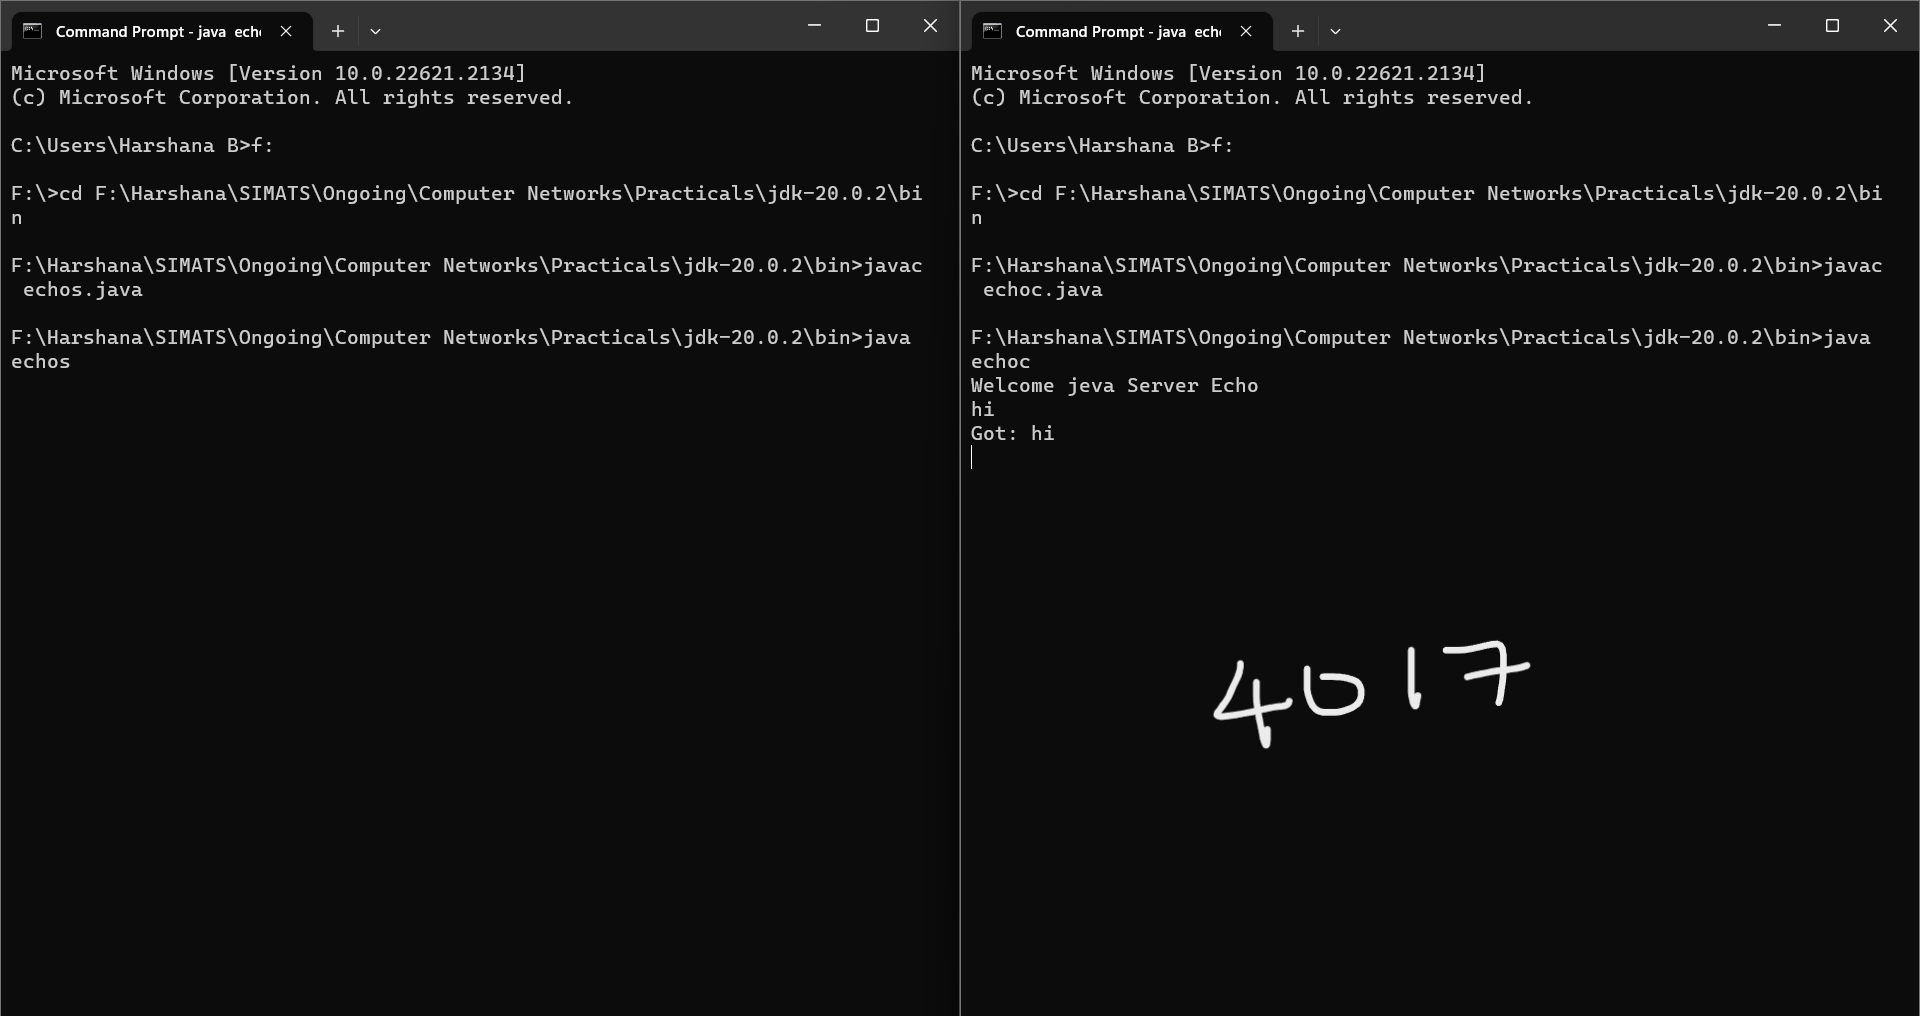 Command Prompt - java  echo
Microsoft Windows [Version 10.0.22621.2134]
(c) Microsoft Corporation. All rights reserved.
C:\Users\Harshana B>f:
F:\>cd F:\Harshana\SIMATS\Ongoing\Computer Networks\Practicals\jdk-20.0.2\bi
n
F:\Harshana\SIMATS\Ongoing\Computer Networks\Practicals\jdk-20.0.2\bin>javac
 echos.java
F:\Harshana\SIMATS\Ongoing\Computer Networks\Practicals\jdk-20.0.2\bin>java
echos
Command Prompt - java  echo
Microsoft Windows [Version 10.0.22621.2134]
(c) Microsoft Corporation. All rights reserved.
C:\Users\Harshana B>f:
F:\>cd F:\Harshana\SIMATS\Ongoing\Computer Networks\Practicals\jdk-20.0.2\bi
n
F:\Harshana\SIMATS\Ongoing\Computer Networks\Practicals\jdk-20.0.2\bin>javac
 echoc.java
F:\Harshana\SIMATS\Ongoing\Computer Networks\Practicals\jdk-20.0.2\bin>java
echoc
Welcome jeva Server Echo
hi
Got: hi
4017